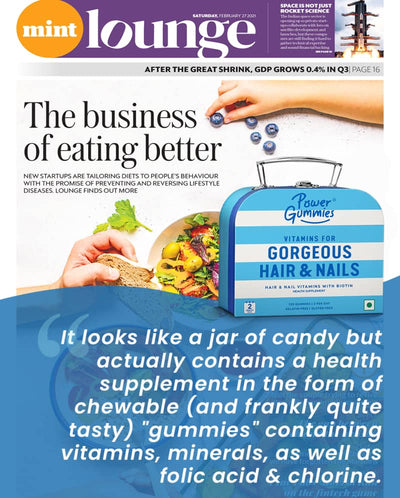 mint
lounge
SATURDAY, FEBRUARY 27 2021
SPACE IS NOT JUST
ROCKET SCIENCE
AFTER THE GREAT SHRINK, GDP GROWS 0.4% IN Q3 | PAGE 16
The business
of eating better
NEW STARTUPS ARE TAILORING DIETS TO PEOPLE'S BEHAVIOUR
WITH THE PROMISE OF PREVENTING AND REVERSING LIFESTYLE
DISEASES. LOUNGE FINDS OUT MORE
Power
Gummies
VITAMINS FOR
GORGEOUS
HAIR & NAILS
HAIR & NAIL VITAMINS WITH BIOTIN
HEALTH SUPPLEMENT
It looks like a jar of candy but
actually contains a health
supplement in the form of
chewable (and frankly quite
tasty) "gummies" containing
vitamins, minerals, as well as
folic acid & chlorine.